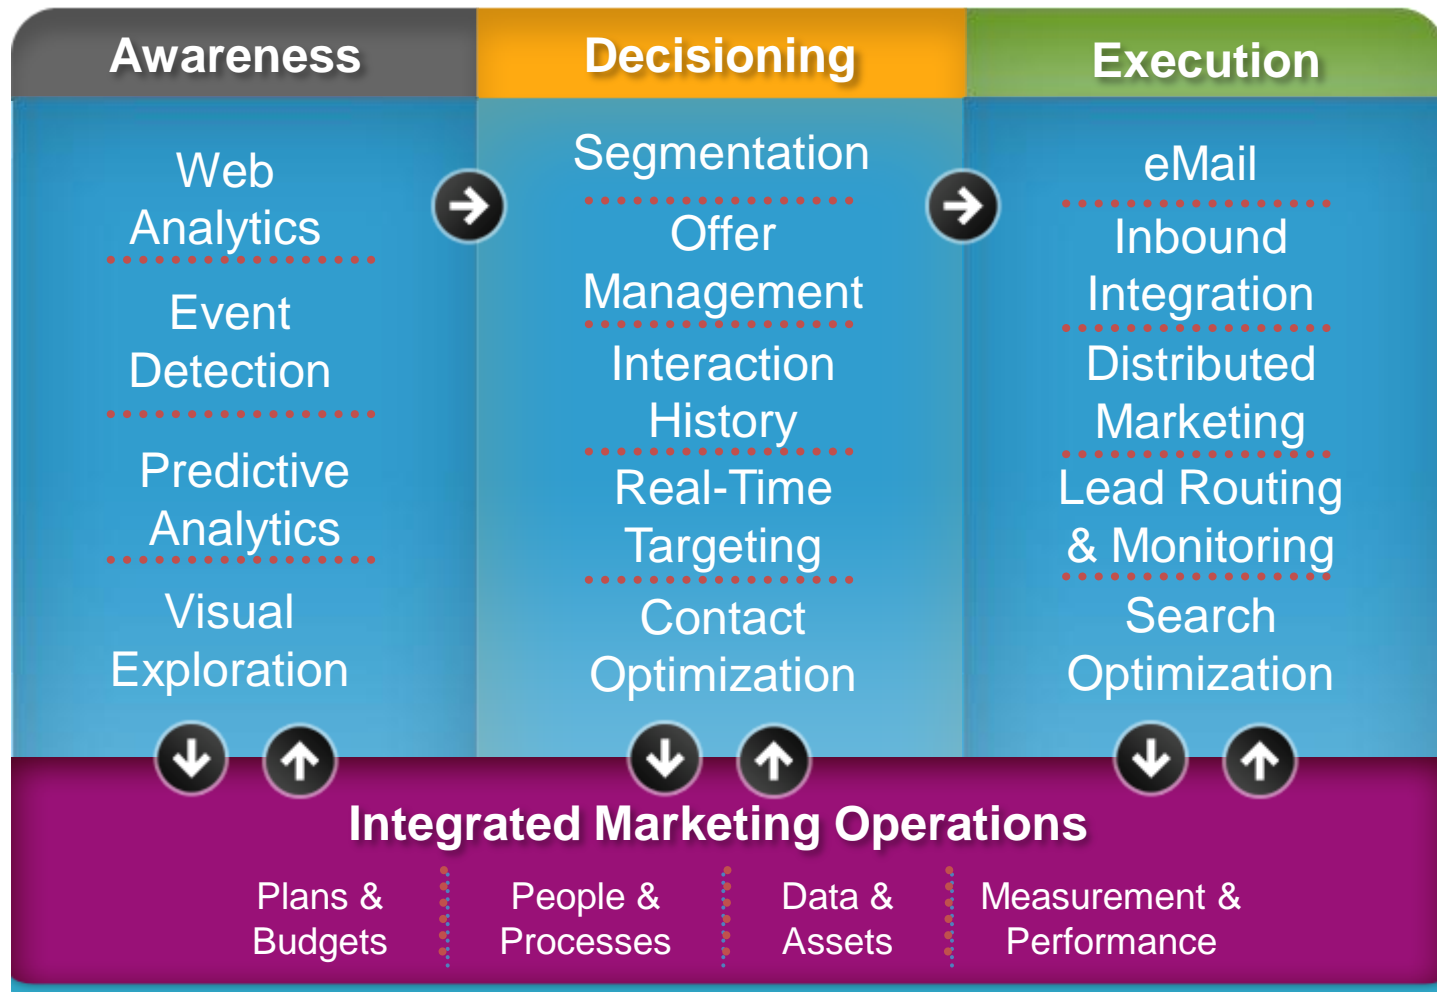 Awareness
Decisioning
Execution
Web
Analytics
Event
Detection
Predictive
Analytics
Visual
Exploration
Segmentation
Offer
Management
Interaction
History
Real-Time
Targeting
Contact
Optimization
eMail
Inbound
Integration
Distributed
Marketing
Lead Routing
& Monitoring
Search
Optimization
Integrated Marketing Operations
Plans &
Budgets
People &
Processes
Data &
Assets
Measurement &
Performance